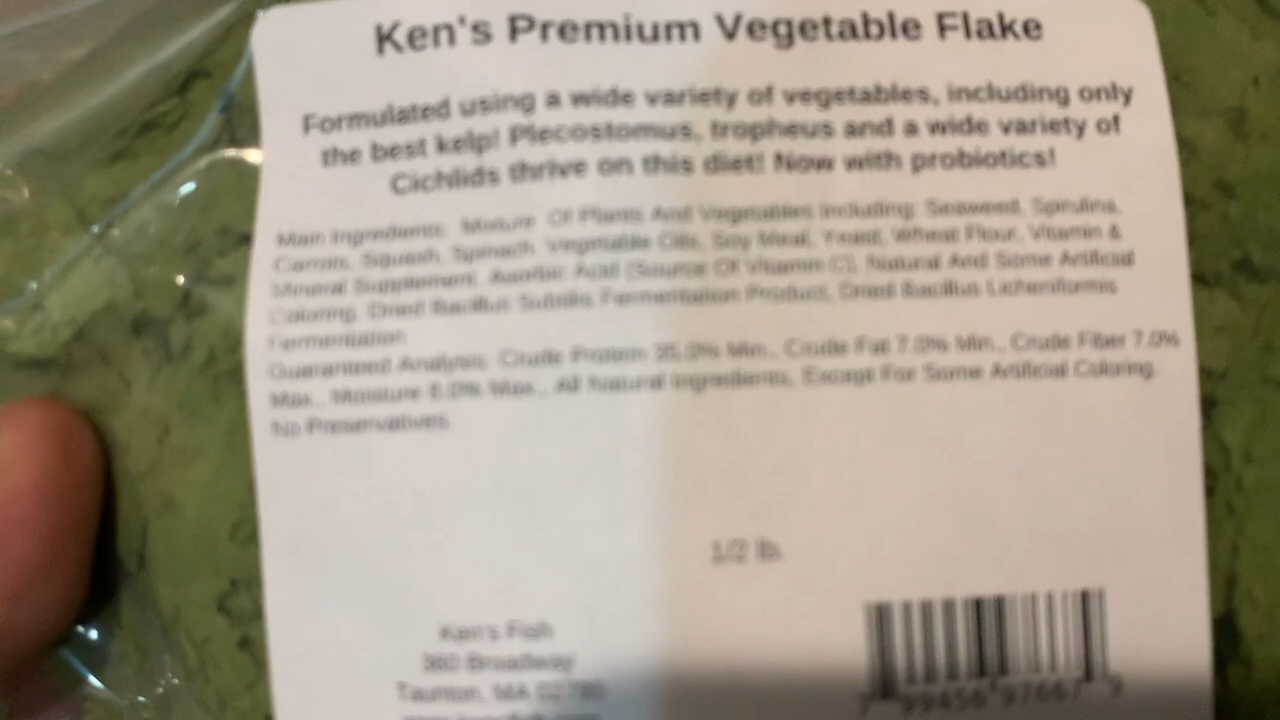 Ken's Premium Vegetable Flake
Formulated using a wide variety of vegetables, including only
the best kelp! Plecostomus, tropheus and a wide variety of
Cichlids thrive on this diet! Now with probiotics!
Main Ingredients: Mixture Of Plants And Vegetables Including: Seaweed, Spirulina,
Carrots, Squash, Spinach, Vegetable Oils, Soy Meal, Yeast, Wheat Flour, Vitamin &
Mineral Supplement, Ascorbic Acid (Source Of Vitamin C), Natural And Some Artificial
Coloring, Dried Bacillus Subtilis Fermentation Product, Dried Bacillus Licheniformis
Fermentation
Guaranteed Analysis: Crude Protein Min., Crude Fat 7.0% Min., Crude Fiber 7.0%
Max., Moisture Max., All Natural Ingredients, Except For Some Artificial Coloring.
No Preservatives.
1/2 lb.
Ken's Fish
360 Broadway
Taunton, MA 02780